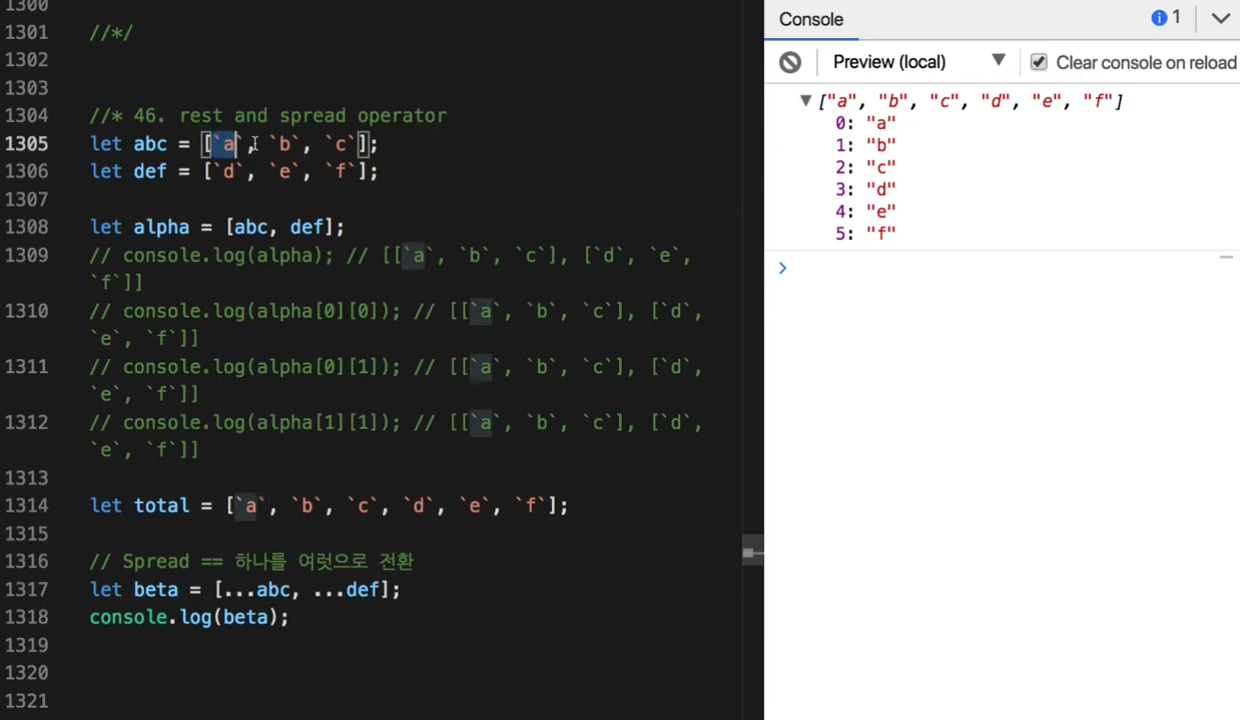 1300
1301 //*/
1302
1303
1304 //* 46. rest and spread operator
1305 let abc = [`a`, `b`, `c`];
1306 let def = [`d`, `e`, `f`];
1307
1308 let alpha = [abc, def];
1309 // console.log(alpha); // [[`a`, `b`, `c`], [`d`, `e`,
`f`]]
1310 // console.log(alpha[0][0]); // [[`a`, `b`, `c`], [`d`,
`e`, `f`]]
1311 // console.log(alpha[0][1]); // [[`a`, `b`, `c`], [`d`,
`e`, `f`]]
1312 // console.log(alpha[1][1]); // [[`a`, `b`, `c`], [`d`,
`e`, `f`]]
1313
1314 let total = [`a`, `b`, `c`, `d`, `e`, `f`];
1315
1316 // Spread == 하나를 여럿으로 전환
1317 let beta = [...abc, ...def];
1318 console.log(beta);
1319
1320
1321
Console
1
Preview (local)
Clear console on reload
["a", "b", "c", "d", "e", "f"]
0: "a"
1: "b"
2: "c"
3: "d"
4: "e"
5: "f"